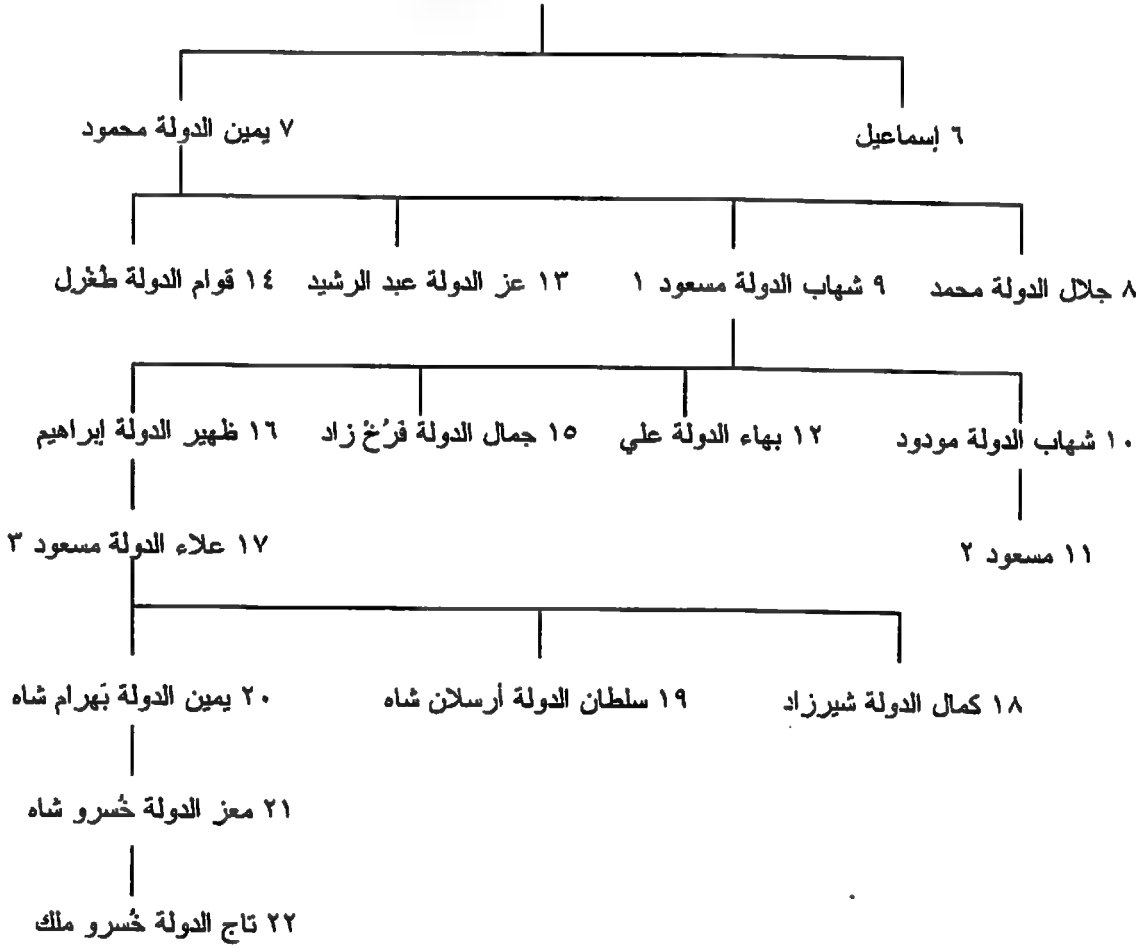 ٦ إسماعيل ٧ يمين الدولة محمود
٨ جلال الدولة محمد ٩ شهاب الدولة مسعود ١ ١٣ عز الدولة عبد الرشيد ١٤ قوام الدولة طُغْرِل
١٠ شهاب الدولة مودود ١٢ بهاء الدولة علي ١٥ جمال الدولة فَرُخْ زاد ١٦ ظهير الدولة إبراهيم
١١ مسعود ٢ ١٧ علاء الدولة مسعود ٣
١٨ كمال الدولة شيرزاد ١٩ سلطان الدولة أرسلان شاه ٢٠ يمين الدولة بَهرام شاه
٢١ معز الدولة خُسرو شاه
٢٢ تاج الدولة خُسرو ملك